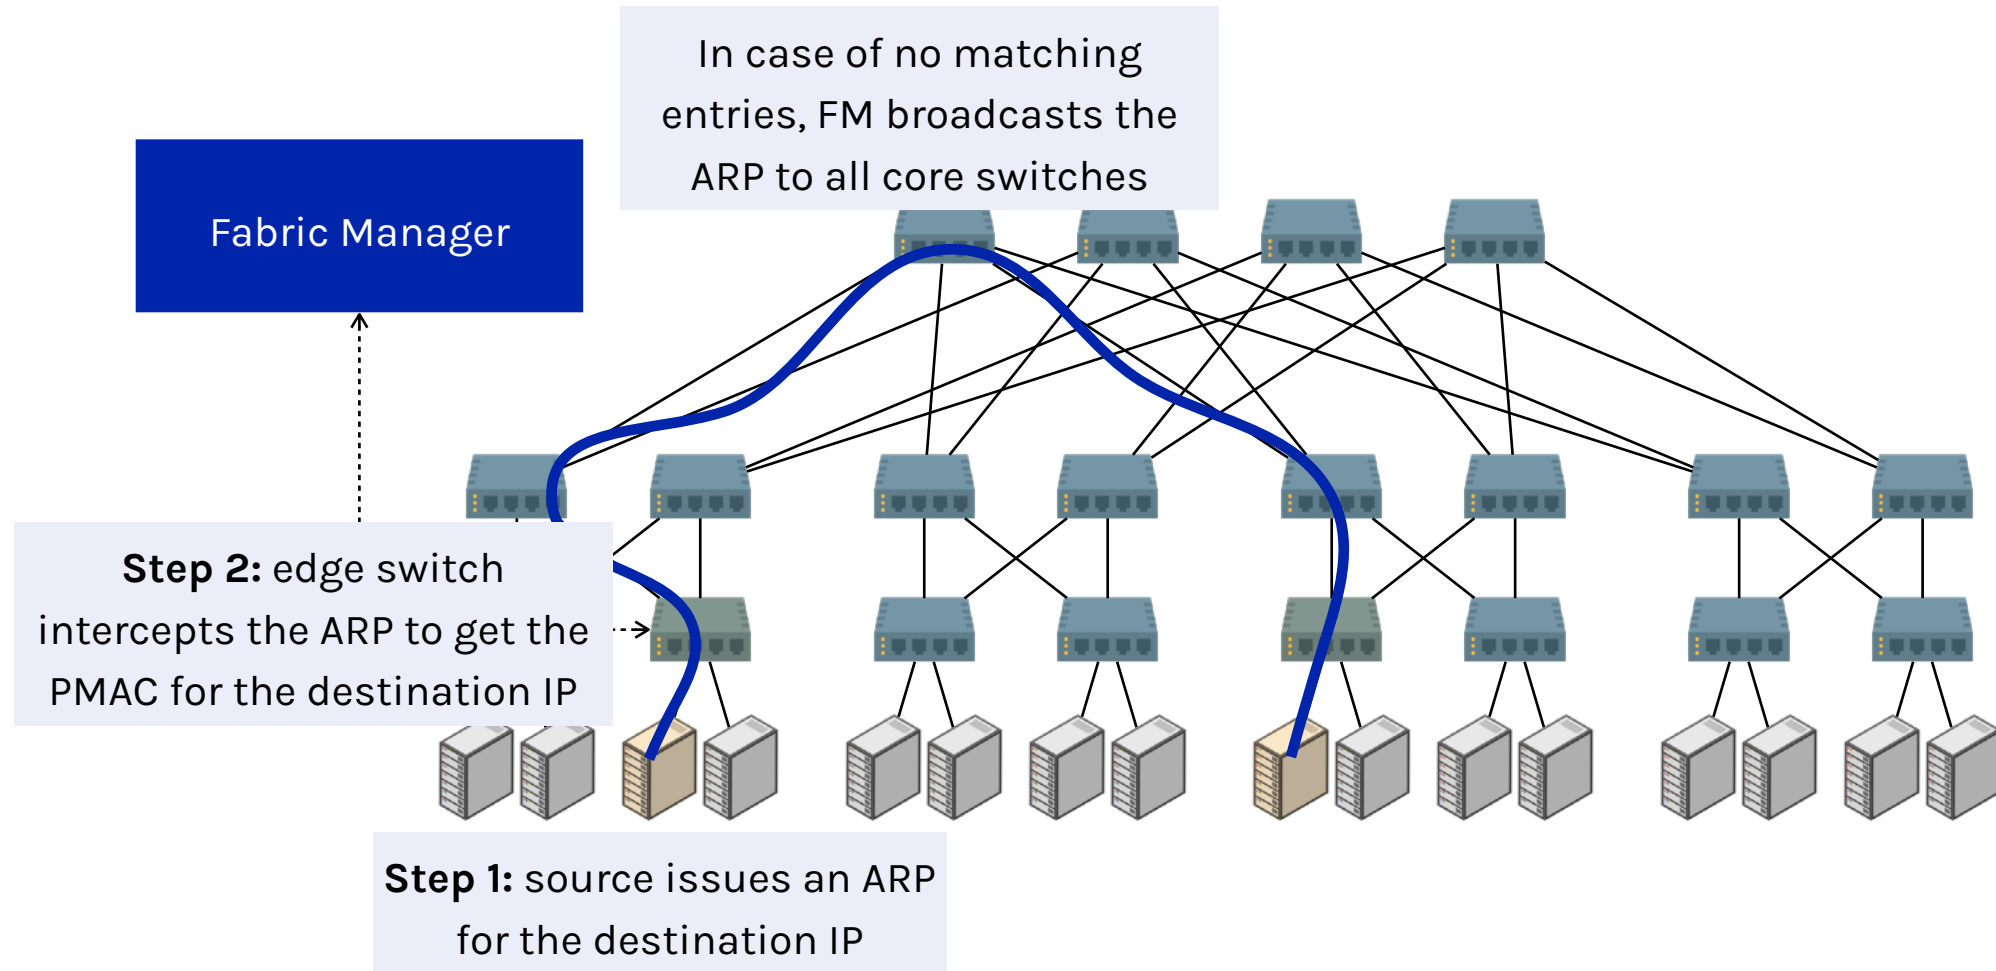 In case of no matching
entries, FM broadcasts the
ARP to all core switches
Fabric Manager
Step 2: edge switch
intercepts the ARP to get the
PMAC for the destination IP
Step 1: source issues an ARP
for the destination IP